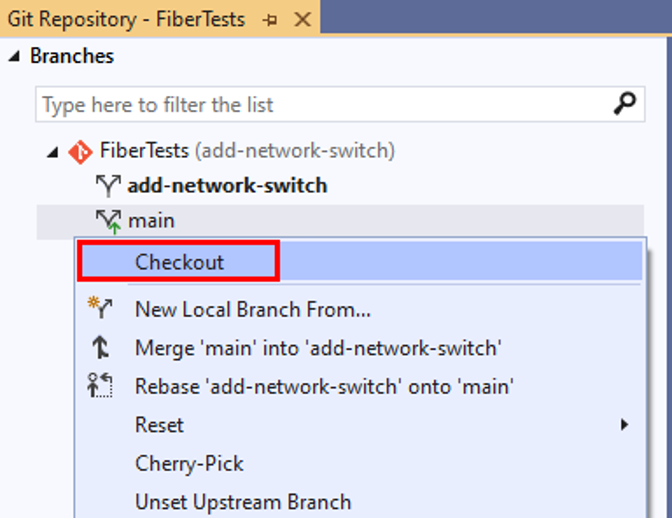 Git Repository - FiberTests
Branches
Type here to filter the list
FiberTests (add-network-switch)
add-network-switch
main
Checkout
New Local Branch From...
Merge 'main' into 'add-network-switch'
Rebase 'add-network-switch' onto 'main'
Reset
Cherry-Pick
Unset Upstream Branch